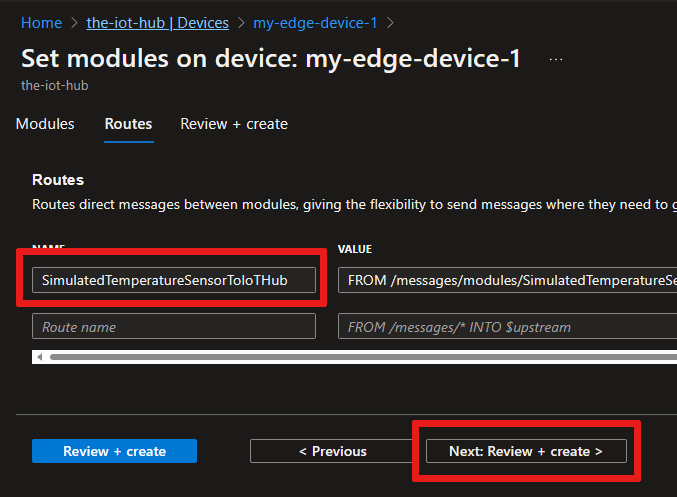 Home > the-iot-hub | Devices > my-edge-device-1 >
Set modules on device: my-edge-device-1 ...
the-iot-hub
Modules Routes Review + create
Routes
Routes direct messages between modules, giving the flexibility to send messages where they need to g
NAME VALUE
SimulatedTemperatureSensorToIoTHub FROM /messages/modules/SimulatedTemperatureSe
Route name FROM /messages/* INTO $upstream
Review + create < Previous Next: Review + create >